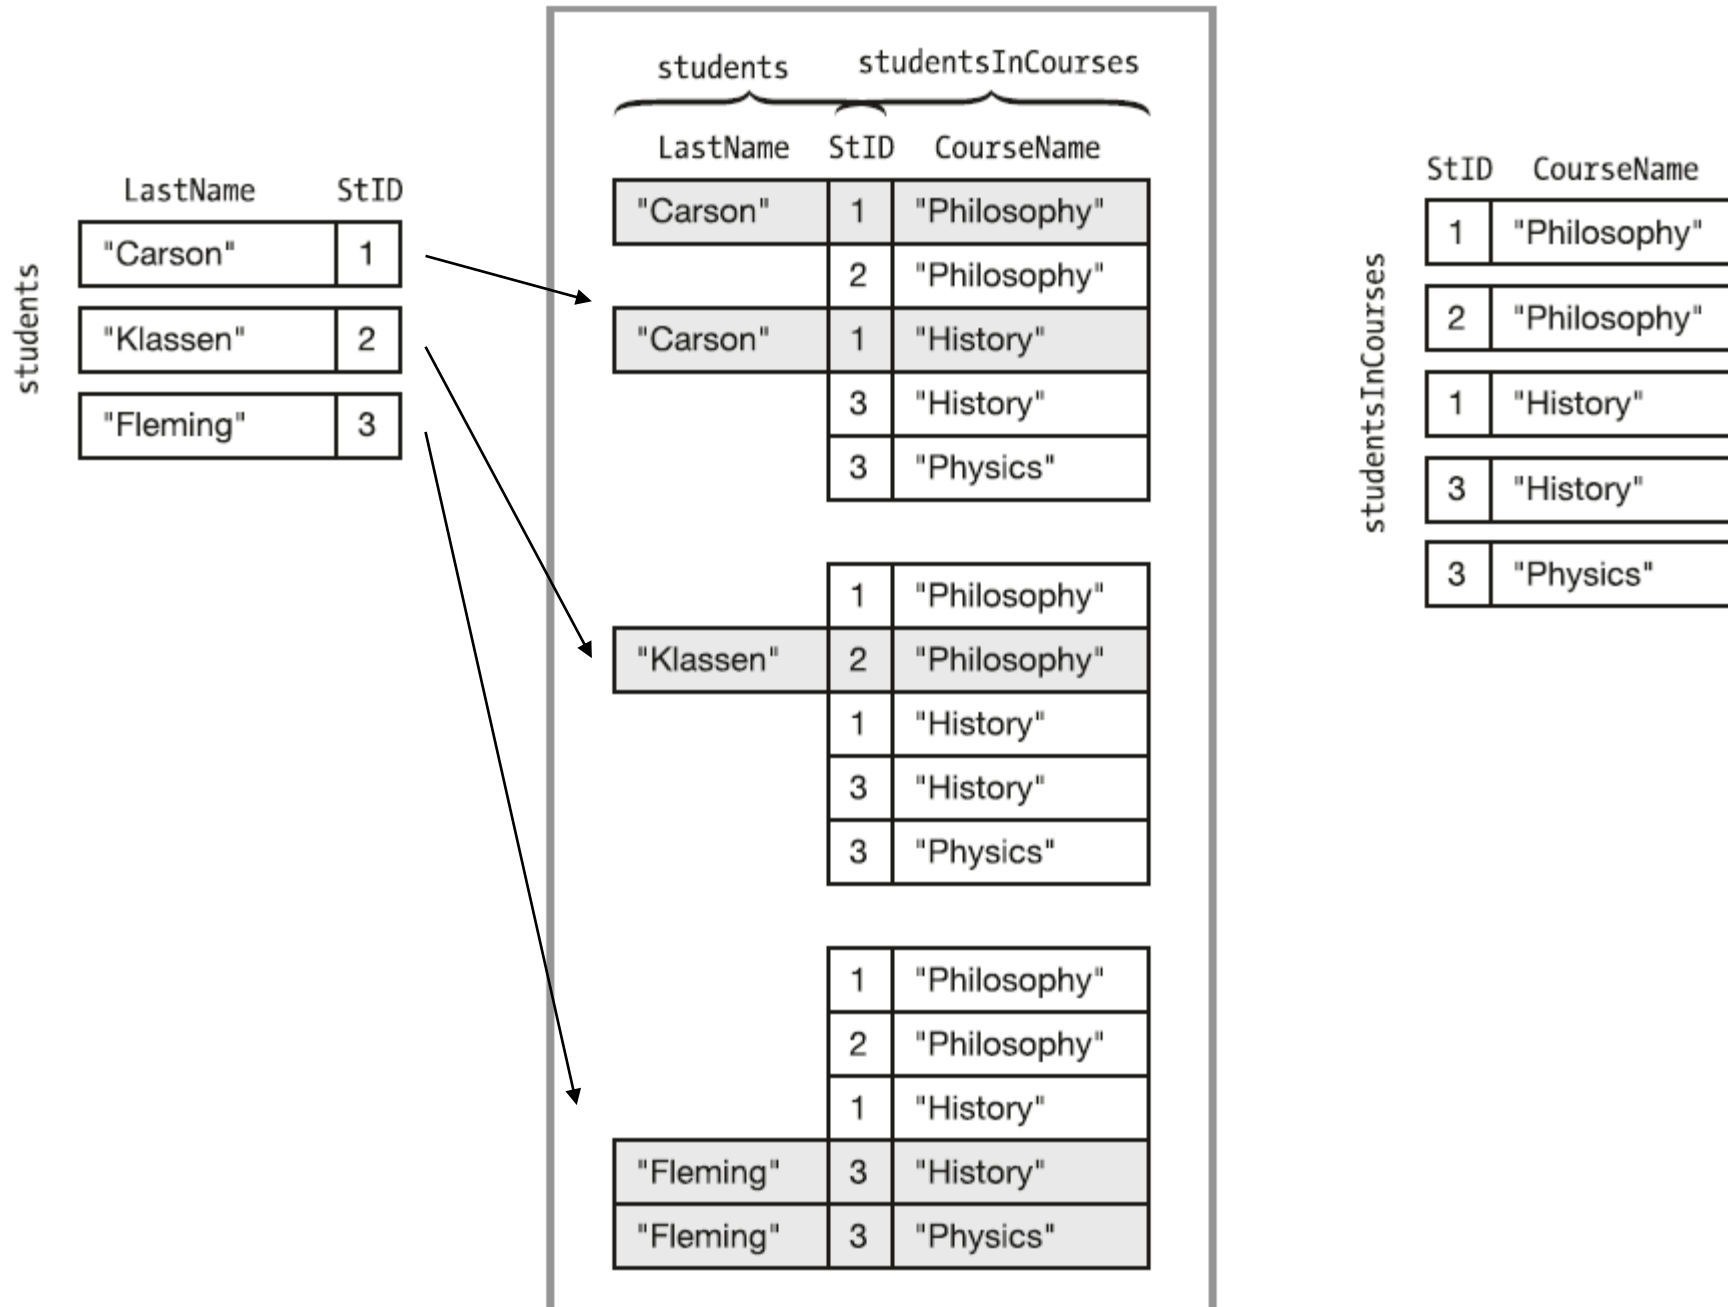 students
LastName StID
"Carson" 1
"Klassen" 2
"Fleming" 3
students studentsInCourses
LastName StID CourseName
"Carson" 1 "Philosophy"
2 "Philosophy"
"Carson" 1 "History"
3 "History"
3 "Physics"
1 "Philosophy"
"Klassen" 2 "Philosophy"
1 "History"
3 "History"
3 "Physics"
1 "Philosophy"
2 "Philosophy"
1 "History"
"Fleming" 3 "History"
"Fleming" 3 "Physics"
studentsInCourses
StID CourseName
1 "Philosophy"
2 "Philosophy"
1 "History"
3 "History"
3 "Physics"